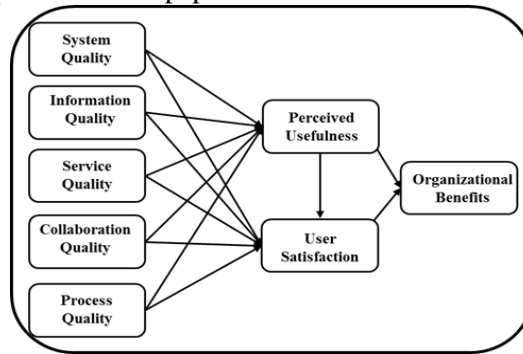 System
Quality
Information
Quality
Service
Quality
Collaboration
Quality
Process
Quality
Perceived
Usefulness
User
Satisfaction
Organizational
Benefits